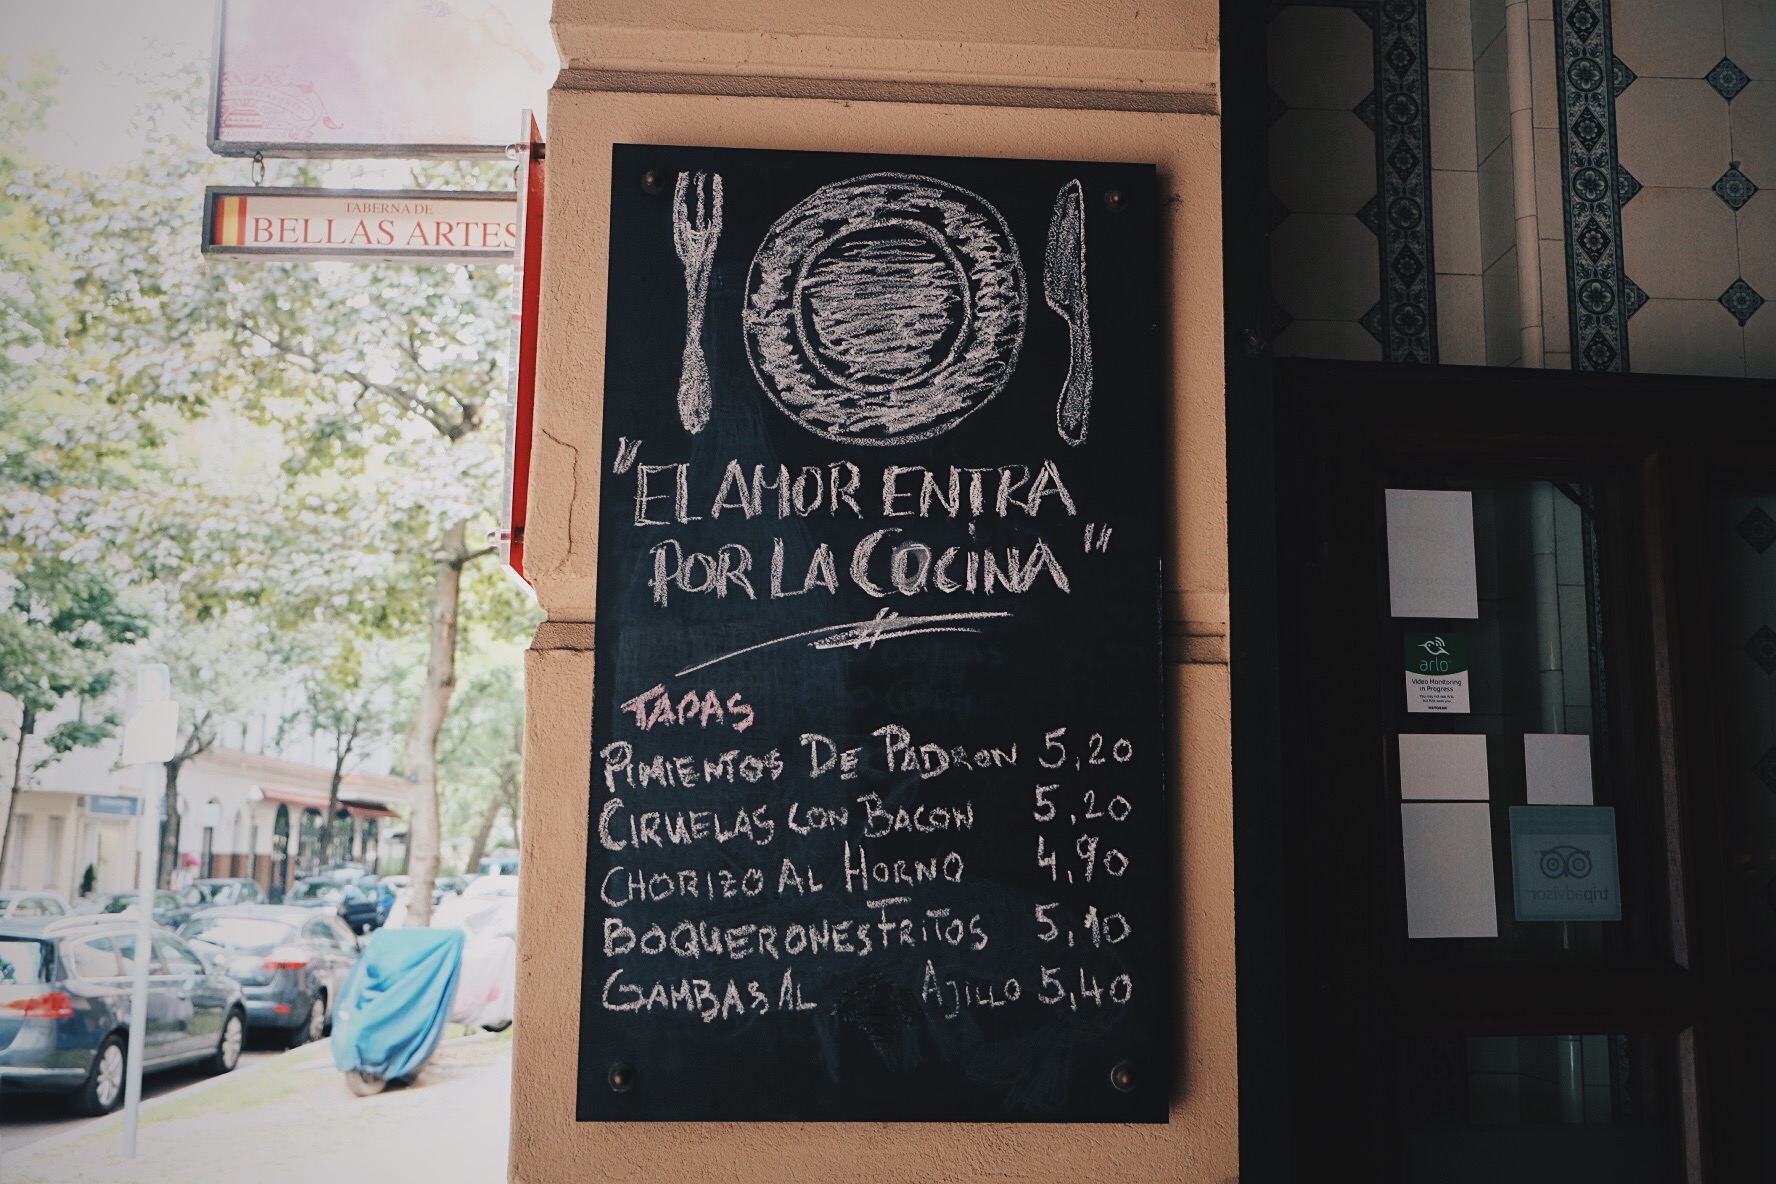 TABERNA DE
BELLAS ARTES
"EL AMOR ENTRA
POR LA COCINA"
TAPAS
PIMIENTOS DE PADRON 5,20
CIRUELAS CON BACON 5,20
CHORIZO AL HORNO 4,90
BOQUERONES FRITOS 5,10
GAMBAS AL AJILLO 5,40
arlo
Video Monitoring
in Progress
NETGEAR
tripadvisor